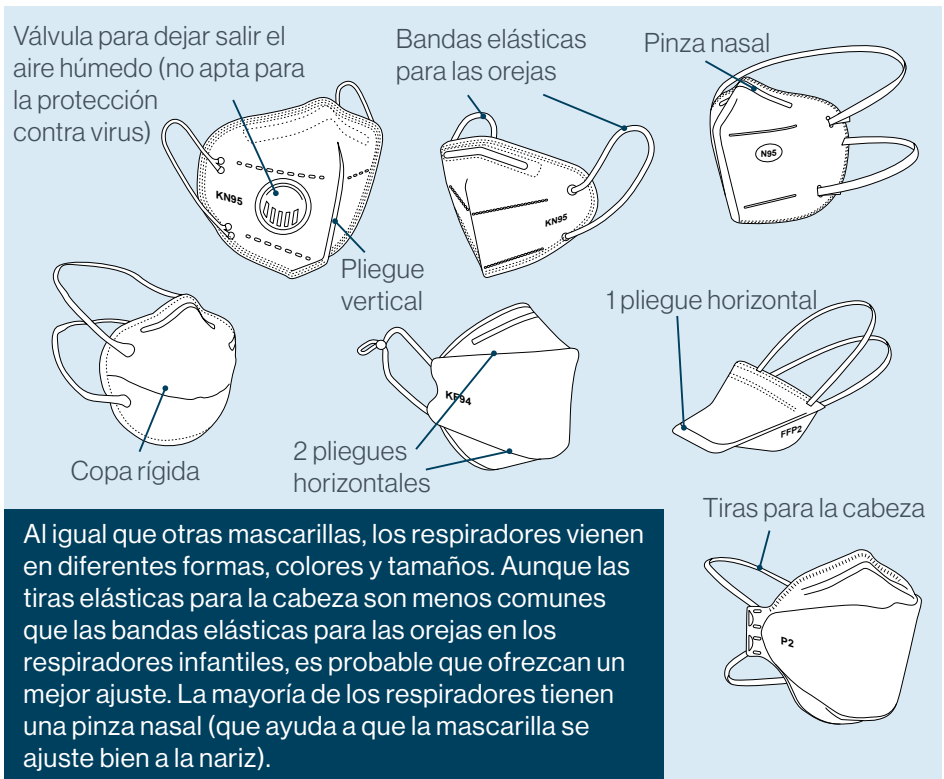 Válvula para dejar salir el
aire húmedo (no apta para
la protección
contra virus)
Bandas elásticas
para las orejas
Pinza nasal
KN95
KN95
N95
Pliegue
vertical
1 pliegue horizontal
KF94
FFP2
Copa rígida
2 pliegues
horizontales
Tiras para la cabeza
P2
Al igual que otras mascarillas, los respiradores vienen
en diferentes formas, colores y tamaños. Aunque las
tiras elásticas para la cabeza son menos comunes
que las bandas elásticas para las orejas en los
respiradores infantiles, es probable que ofrezcan un
mejor ajuste. La mayoría de los respiradores tienen
una pinza nasal (que ayuda a que la mascarilla se
ajuste bien a la nariz).